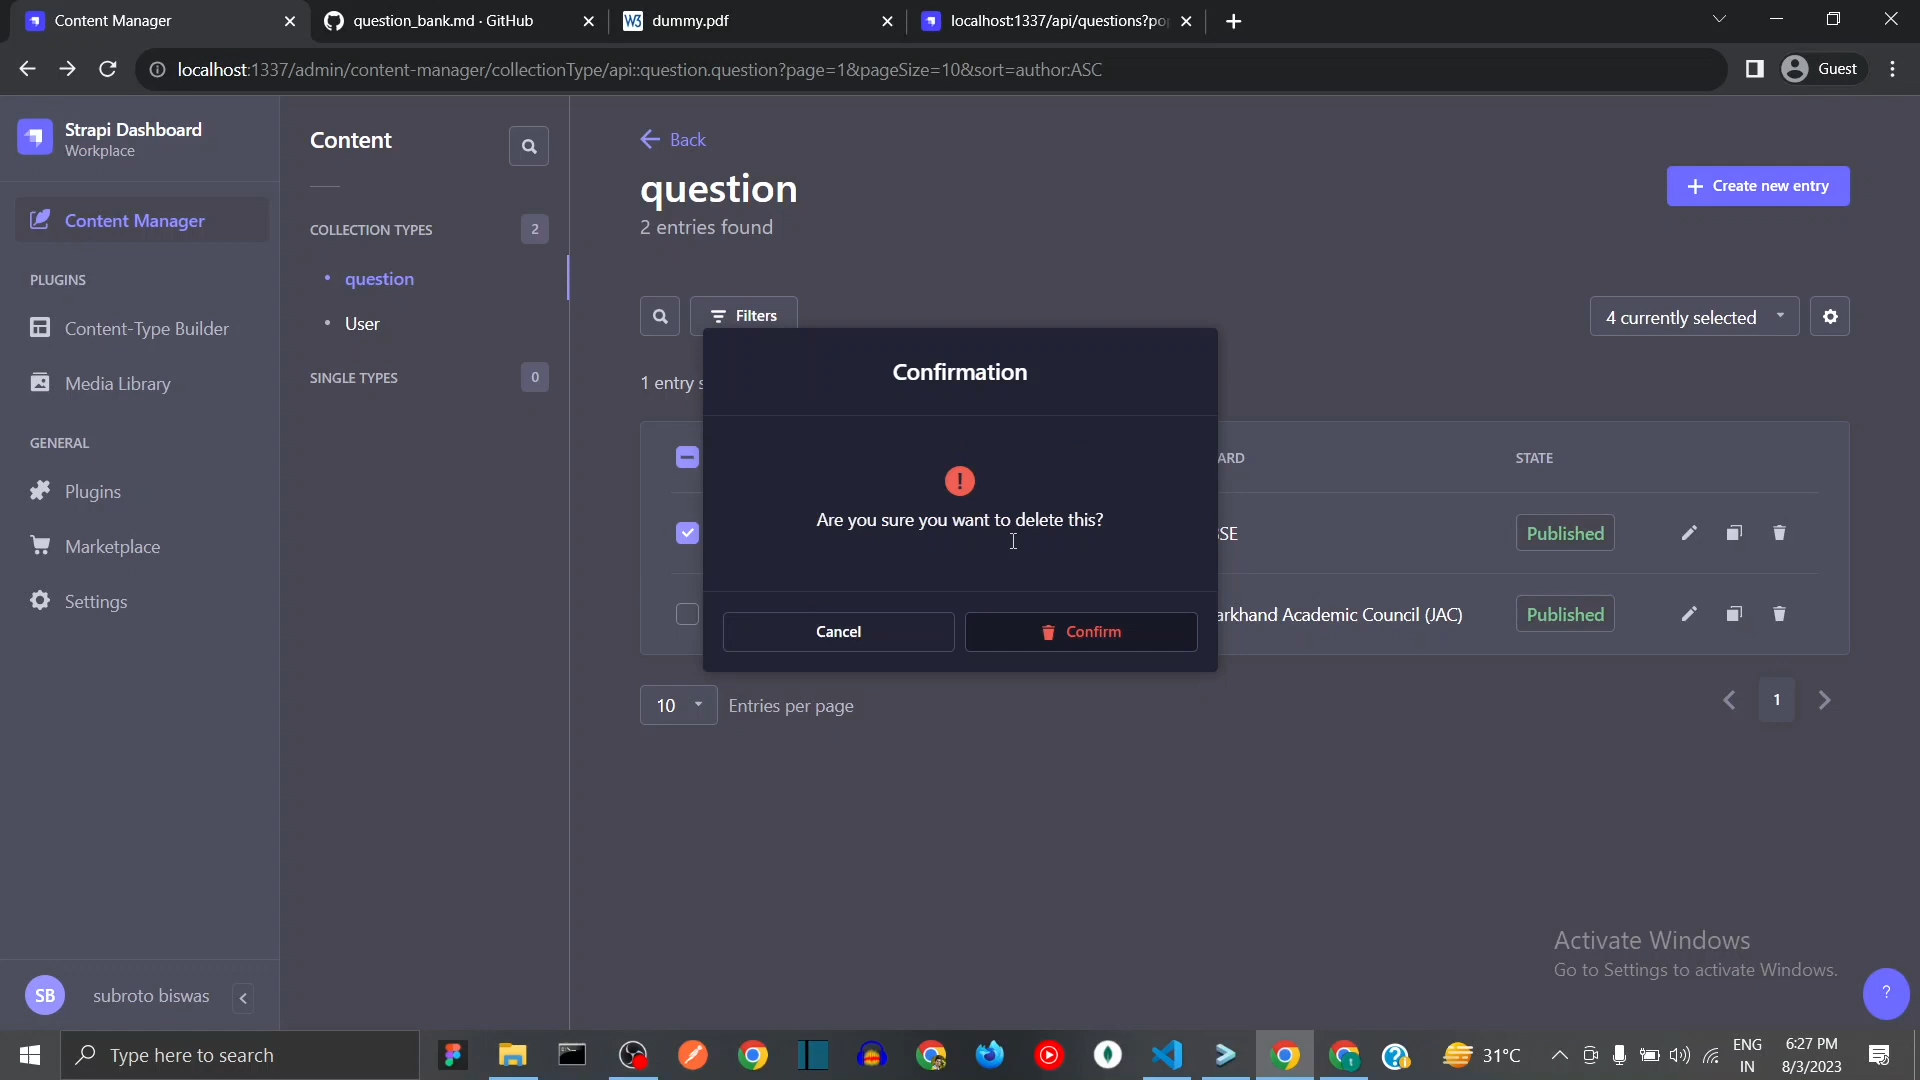 Content Manager
question_bank.md · GitHub
W3
dummy.pdf
localhost:1337/api/questions?po
localhost:1337/admin/content-manager/collectionType/api::question.question?page=1&pageSize=10&sort=author:ASC
Guest
Strapi Dashboard
Workplace
Content Manager
PLUGINS
Content-Type Builder
Media Library
GENERAL
Plugins
Marketplace
Settings
SB
subroto biswas
Content
COLLECTION TYPES
2
question
User
SINGLE TYPES
0
Back
question
2 entries found
Create new entry
Filters
4 currently selected
1 entry
ARD
STATE
SE
Published
arkhand Academic Council (JAC)
Published
Confirmation
Are you sure you want to delete this?
Cancel
Confirm
10
Entries per page
1
Activate Windows
Go to Settings to activate Windows.
?
Type here to search
31°C
ENG
IN
6:27 PM
8/3/2023